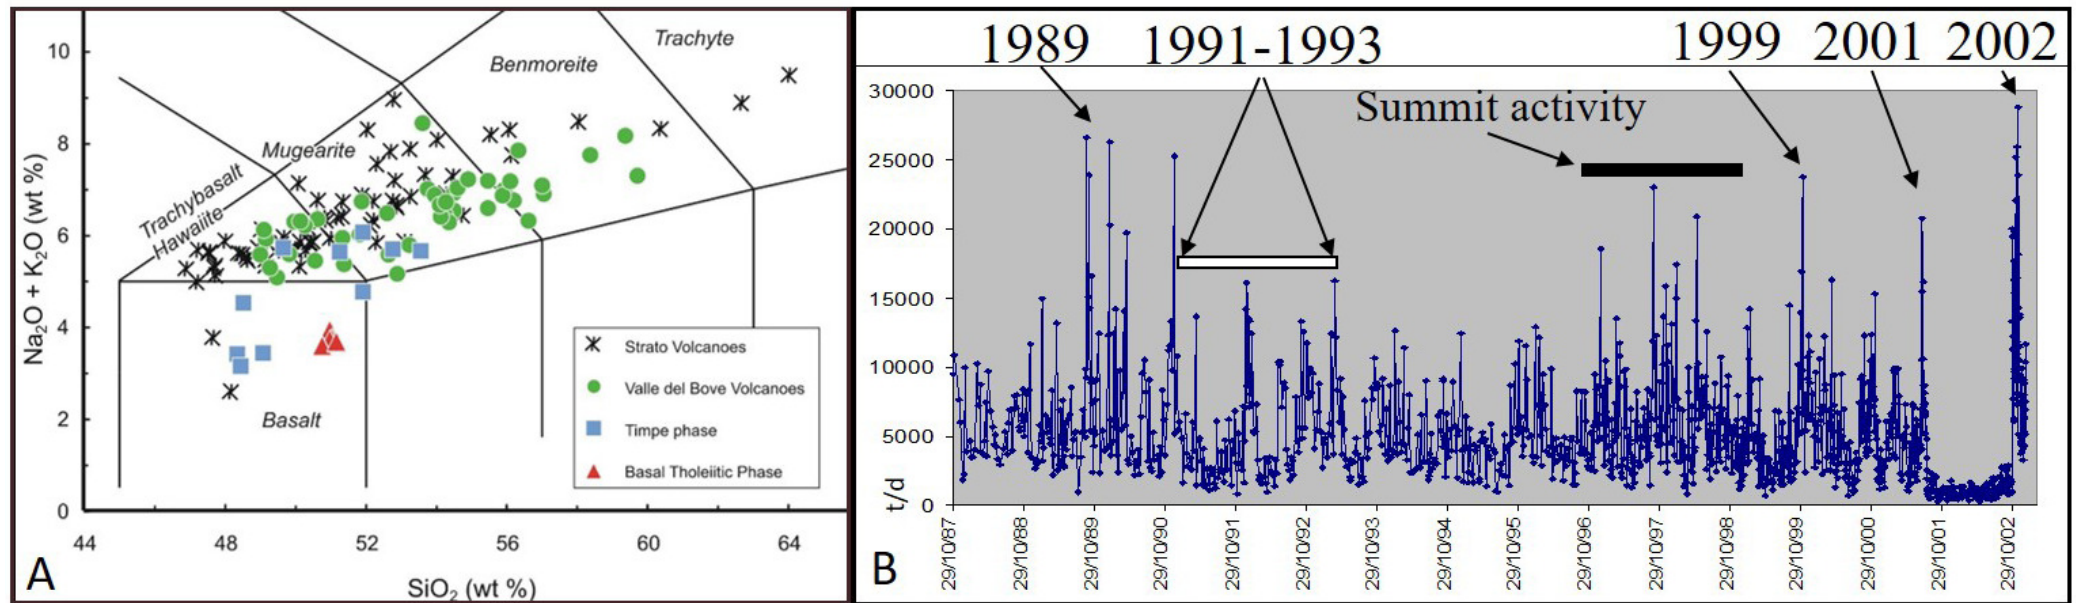 Na₂O + K₂O (wt %)
10
8
6
4
2
0
44
48
52
56
60
64
SiO₂ (wt %)
Trachyte
Benmoreite
Mugearite
Trachybasalt
Hawaiite
Basalt
Strato Volcanoes
Valle del Bove Volcanoes
Timpe phase
Basal Tholeiitic Phase
A
1989
1991-1993
1999
2001
2002
Summit activity
30000
25000
20000
15000
10000
5000
0
t/d
29/10/87
29/10/88
29/10/89
29/10/90
29/10/91
29/10/92
29/10/93
29/10/94
29/10/95
29/10/96
29/10/97
29/10/98
29/10/99
29/10/00
29/10/01
29/10/02
B